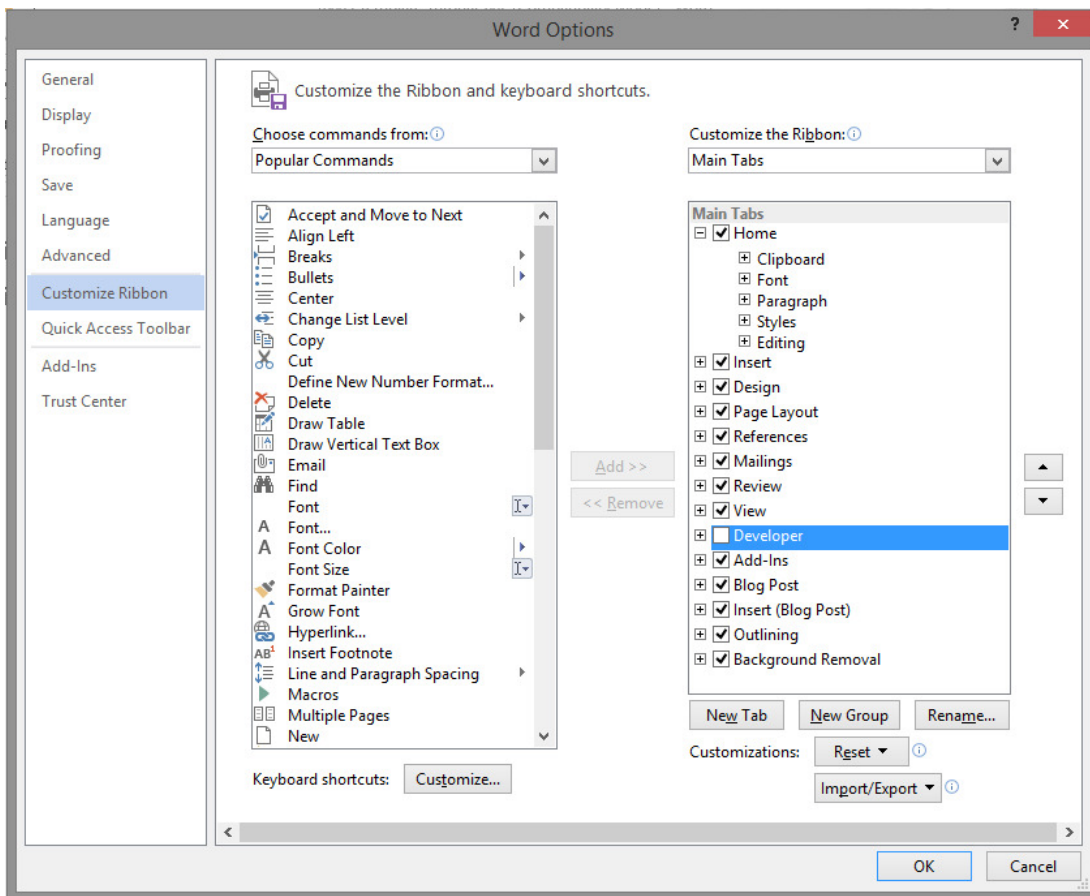 Word Options
?
General
Display
Proofing
Save
Language
Advanced
Customize Ribbon
Quick Access Toolbar
Add-Ins
Trust Center
Customize the Ribbon and keyboard shortcuts.
Choose commands from:
Popular Commands
Accept and Move to Next
Align Left
Breaks
Bullets
Center
Change List Level
Copy
Cut
Define New Number Format...
Delete
Draw Table
Draw Vertical Text Box
Email
Find
Font
Font...
Font Color
Font Size
Format Painter
Grow Font
Hyperlink...
Insert Footnote
Line and Paragraph Spacing
Macros
Multiple Pages
New
Keyboard shortcuts: Customize...
Add >>
<< Remove
Customize the Ribbon:
Main Tabs
Main Tabs
Home
Clipboard
Font
Paragraph
Styles
Editing
Insert
Design
Page Layout
References
Mailings
Review
View
Developer
Add-Ins
Blog Post
Insert (Blog Post)
Outlining
Background Removal
New Tab New Group Rename...
Customizations: Reset
Import/Export
OK Cancel